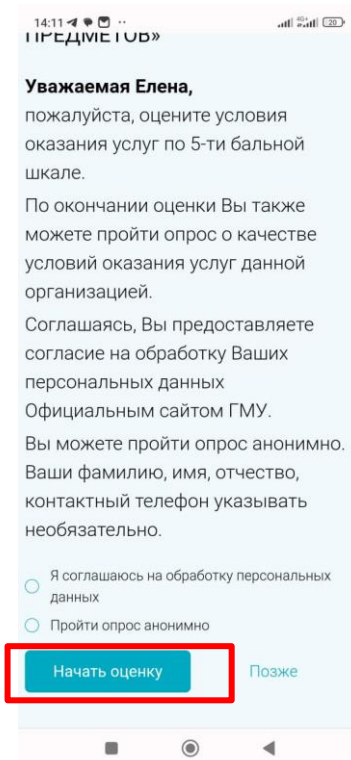 14:11
ПРЕДМЕТОВ»
Уважаемая Елена,
пожалуйста, оцените условия
оказания услуг по 5-ти бальной
шкале.
По окончании оценки Вы также
можете пройти опрос о качестве
условий оказания услуг данной
организацией.
Соглашаясь, Вы предоставляете
согласие на обработку Ваших
персональных данных
Официальным сайтом ГМУ.
Вы можете пройти опрос анонимно.
Ваши фамилию, имя, отчество,
контактный телефон указывать
необязательно.
Я соглашаюсь на обработку персональных
данных
Пройти опрос анонимно
Начать оценку Позже